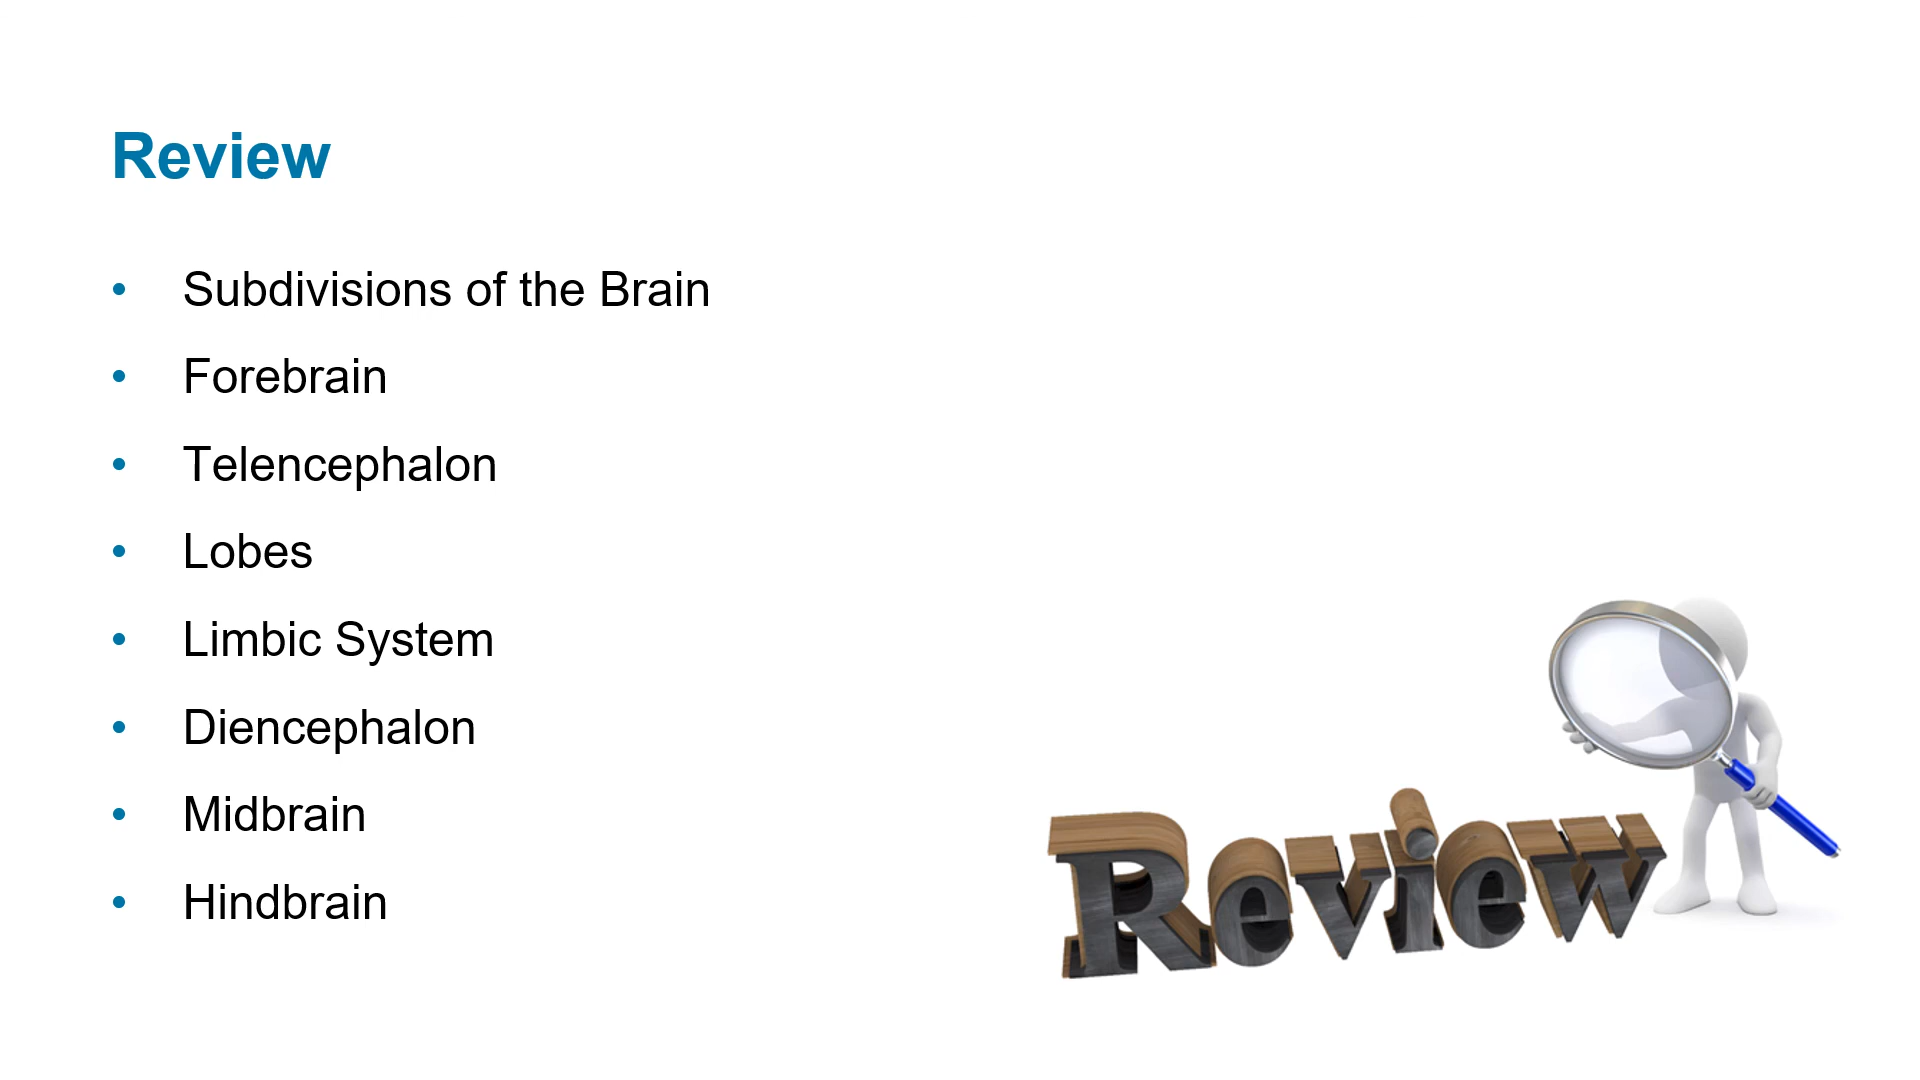 Review
• Subdivisions of the Brain
• Forebrain
• Telencephalon
• Lobes
• Limbic System
• Diencephalon
• Midbrain
• Hindbrain
Review